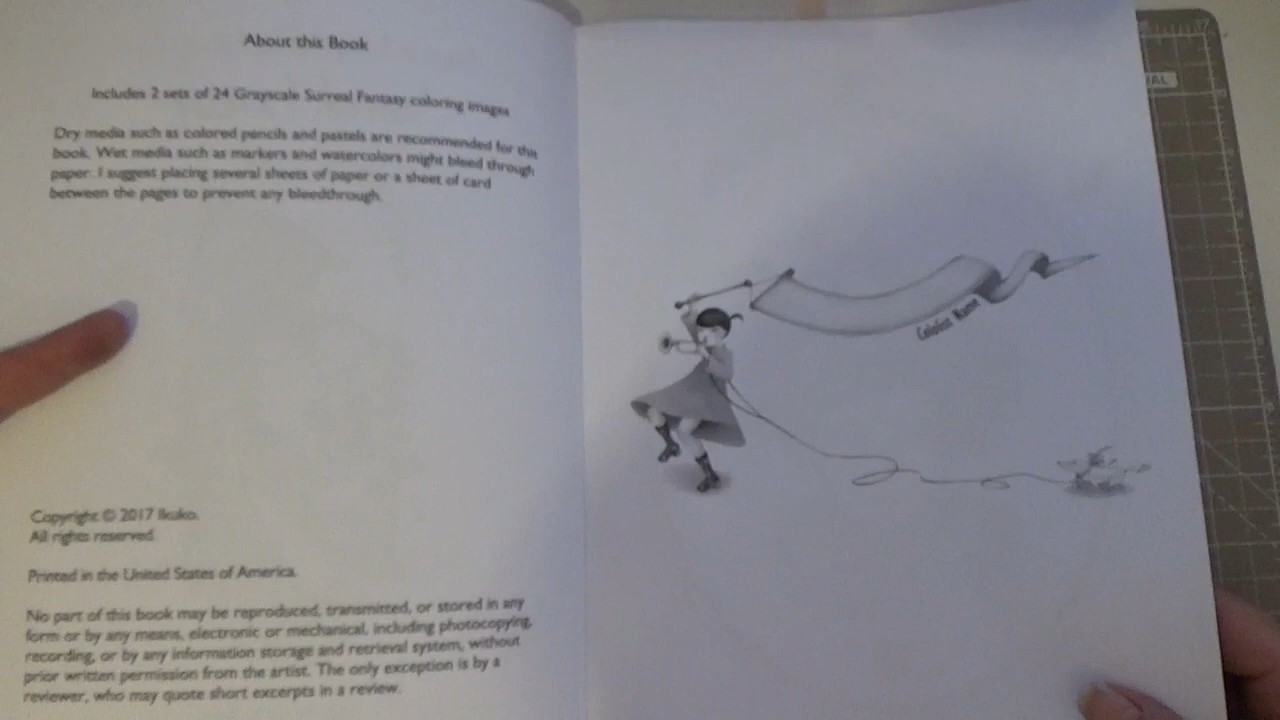 About this Book
Includes 2 sets of 24 Grayscale Surreal Fantasy coloring images
Dry media such as colored pencils and pastels are recommended for this
book. Wet media such as markers and watercolors might bleed through
paper. I suggest placing several sheets of paper or a sheet of card
between the pages to prevent any bleedthrough.
Copyright © 2017 Ikuko.
All rights reserved.
Printed in the United States of America.
No part of this book may be reproduced, transmitted, or stored in any
form or by any means, electronic or mechanical, including photocopying,
recording, or by any information storage and retrieval system, without
prior written permission from the artist. The only exception is by a
reviewer, who may quote short excerpts in a review.
Name